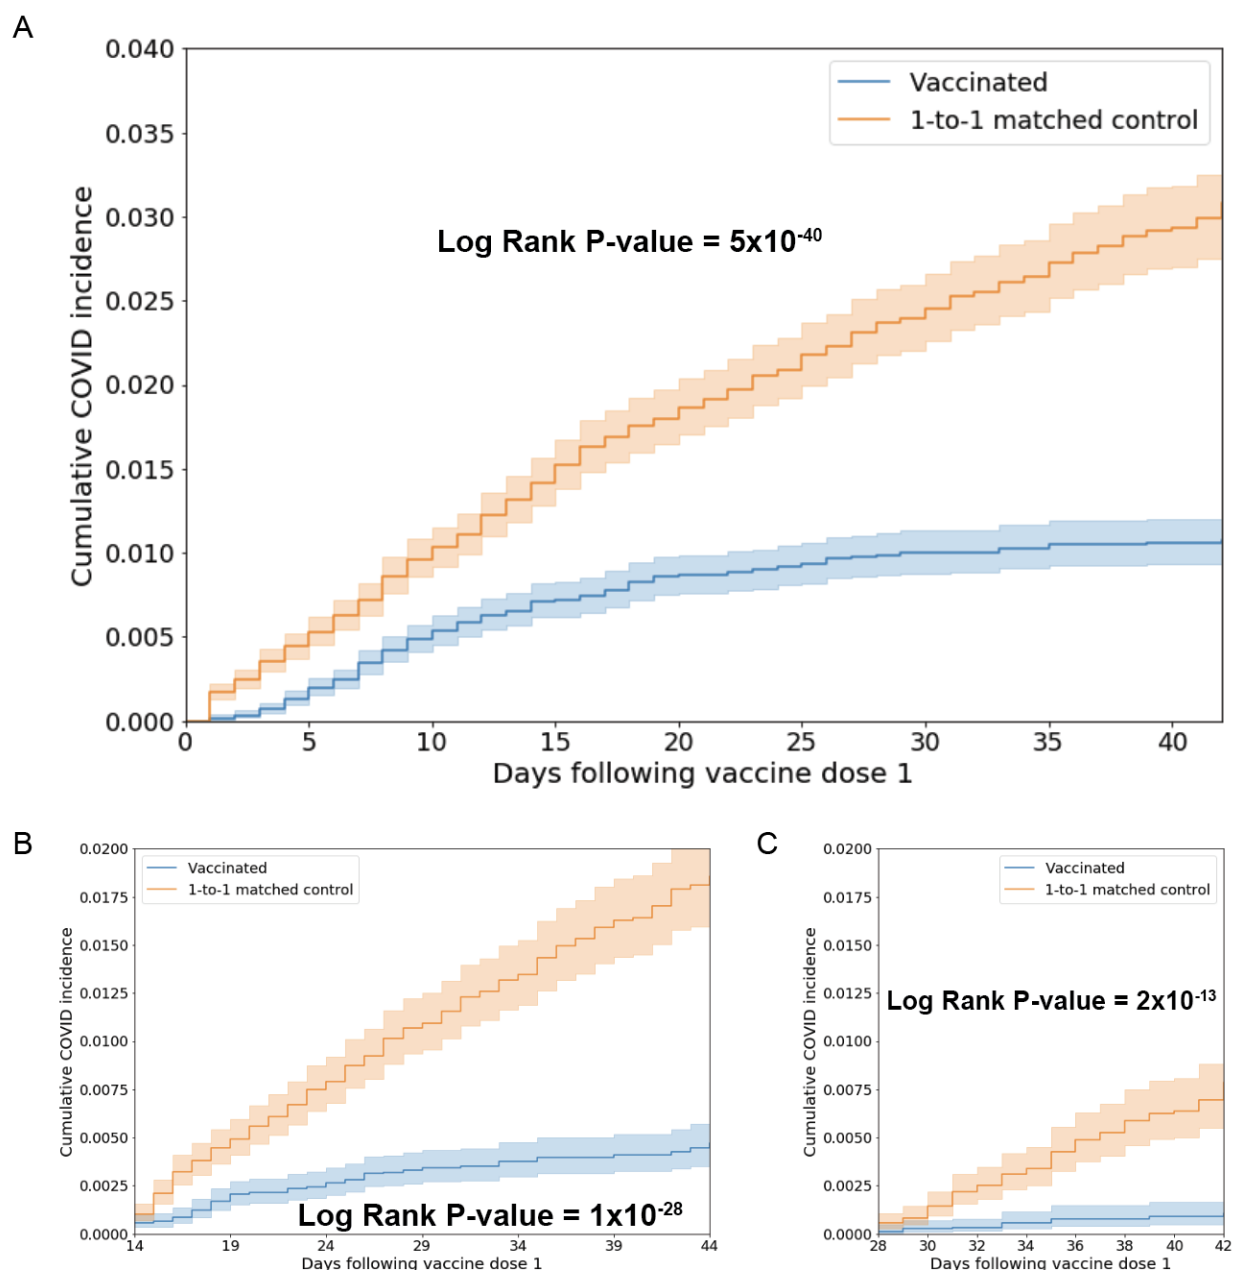 A
Cumulative COVID incidence
0.040
0.035
0.030
0.025
0.020
0.015
0.010
0.005
0.000
Vaccinated
1-to-1 matched control
Log Rank P-value = 5x10⁻⁴⁰
0 5 10 15 20 25 30 35 40
Days following vaccine dose 1
B
Cumulative COVID incidence
0.0200
0.0175
0.0150
0.0125
0.0100
0.0075
0.0050
0.0025
0.0000
Vaccinated
1-to-1 matched control
Log Rank P-value = 1x10⁻²⁸
14 19 24 29 34 39 44
Days following vaccine dose 1
C
Cumulative COVID incidence
0.0200
0.0175
0.0150
0.0125
0.0100
0.0075
0.0050
0.0025
0.0000
Vaccinated
1-to-1 matched control
Log Rank P-value = 2x10⁻¹³
28 30 32 34 36 38 40 42
Days following vaccine dose 1